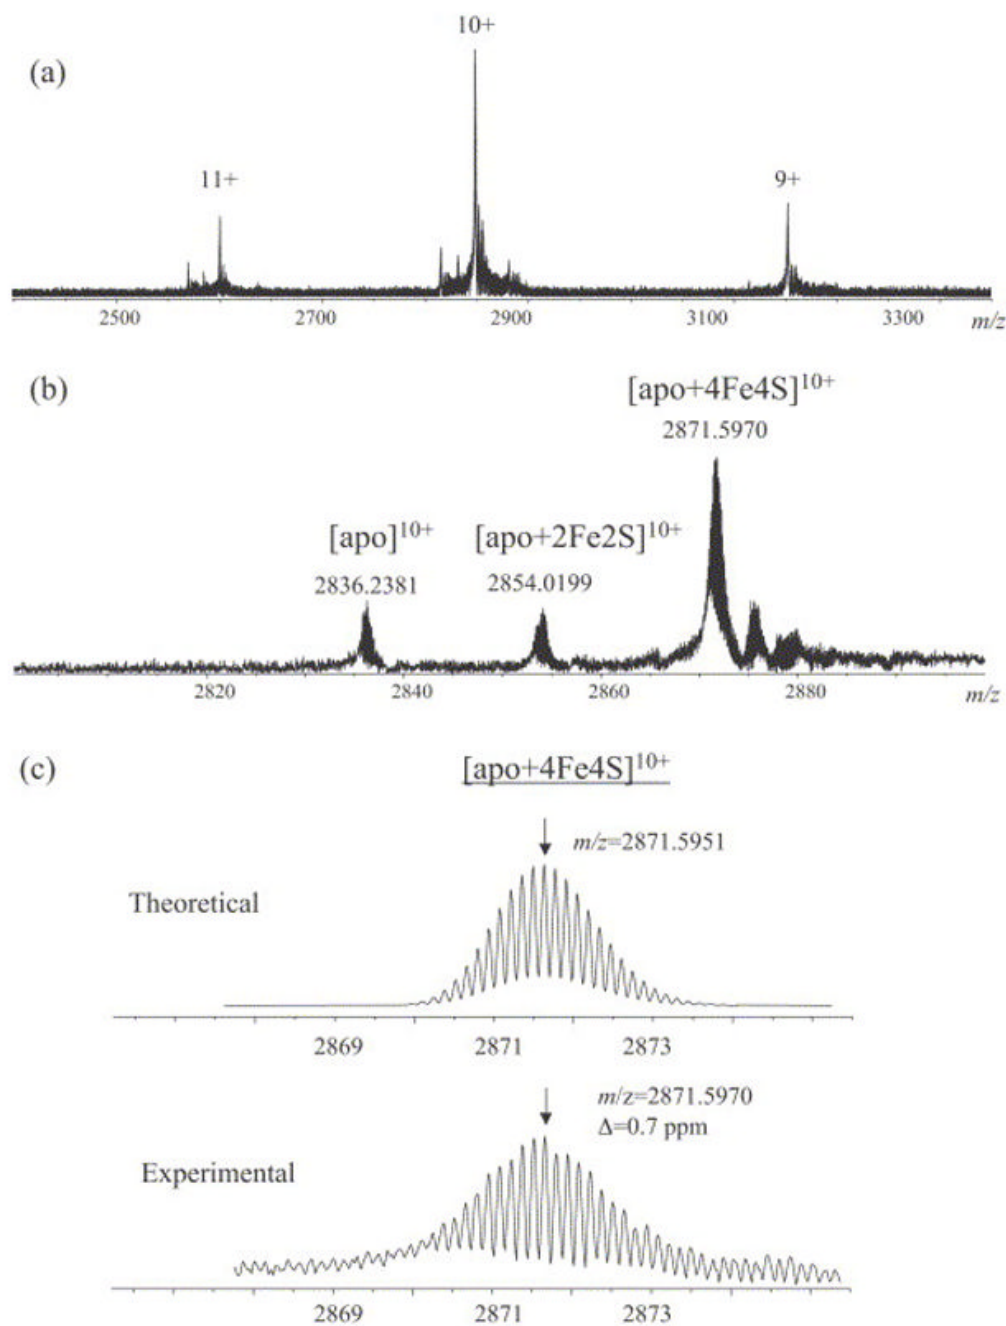 (a)
10+
11+
9+
2500 2700 2900 3100 3300 m/z
(b)
[apo+4Fe4S]10+
2871.5970
[apo]10+ [apo+2Fe2S]10+
2836.2381 2854.0199
2820 2840 2860 2880 m/z
(c)
[apo+4Fe4S]10+
m/z=2871.5951
Theoretical
2869 2871 2873
m/z=2871.5970
Δ=0.7 ppm
Experimental
2869 2871 2873